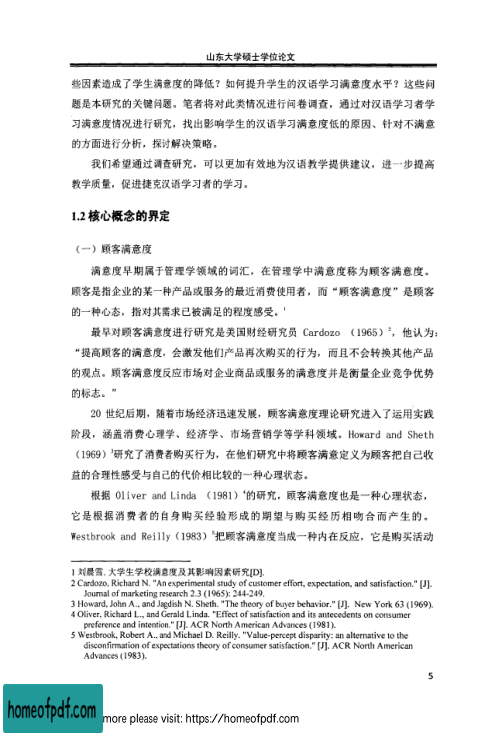 山东大学硕士学位论文
些因素造成了学生满意度的降低？如何提升学生的汉语学习满意度水平？这些问
题是本研究的关键问题。笔者将对此类情况进行问卷调查，通过对汉语学习者学
习满意度情况进行研究，找出影响学生的汉语学习满意度低的原因、针对不满意
的方面进行分析，探讨解决策略。
我们希望通过调查研究，可以更加有效地为汉语教学提供建议，进一步提高
教学质量，促进捷克汉语学习者的学习。
1.2 核心概念的界定
（一）顾客满意度
满意度早期属于管理学领域的词汇，在管理学中满意度称为顾客满意度。
顾客是指企业的某一种产品或服务的最近消费使用者，而“顾客满意度”是顾客
的一种心态，指对其需求已被满足的程度感受。1
最早对顾客满意度进行研究是美国财经研究员 Cardozo （1965）2，他认为：
“提高顾客的满意度，会激发他们产品再次购买的行为，而且不会转换其他产品
的观点。顾客满意度反应市场对企业商品或服务的满意度并是衡量企业竞争优势
的标志。”
20 世纪后期，随着市场经济迅速发展，顾客满意度理论研究进入了运用实践
阶段，涵盖消费心理学、经济学、市场营销学等学科领域。Howard and Sheth
（1969）3研究了消费者购买行为，在他们研究中将顾客满意定义为顾客把自己收
益的合理性感受与自己的代价相比较的一种心理状态。
根据 Oliver and Linda （1981）4的研究，顾客满意度也是一种心理状态，
它是根据消费者的自身购买经验形成的期望与购买经历相吻合而产生的。
Westbrook and Reilly（1983）5把顾客满意度当成一种内在反应，它是购买活动
1 刘晨雪. 大学生学校满意度及其影响因素研究[D].
2 Cardozo, Richard N. "An experimental study of customer effort, expectation, and satisfaction." [J].
Journal of marketing research 2.3 (1965): 244-249.
3 Howard, John A., and Jagdish N. Sheth. "The theory of buyer behavior." [J]. New York 63 (1969).
4 Oliver, Richard L., and Gerald Linda. "Effect of satisfaction and its antecedents on consumer
preference and intention." [J]. ACR North American Advances (1981).
5 Westbrook, Robert A., and Michael D. Reilly. "Value-percept disparity: an alternative to the
disconfirmation of expectations theory of consumer satisfaction." [J]. ACR North American
Advances (1983).
5
homeofpdf.com
more please visit: https://homeofpdf.com